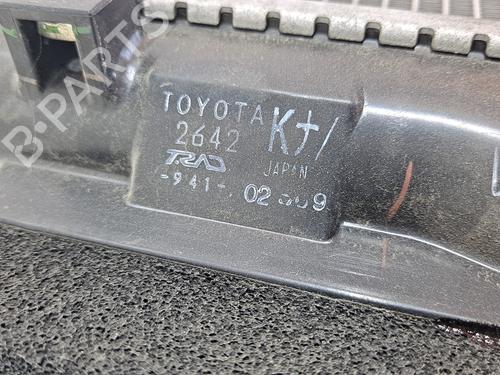 B-PARTS
TOYOTA
2642
T.RAD
JAPAN
-941-